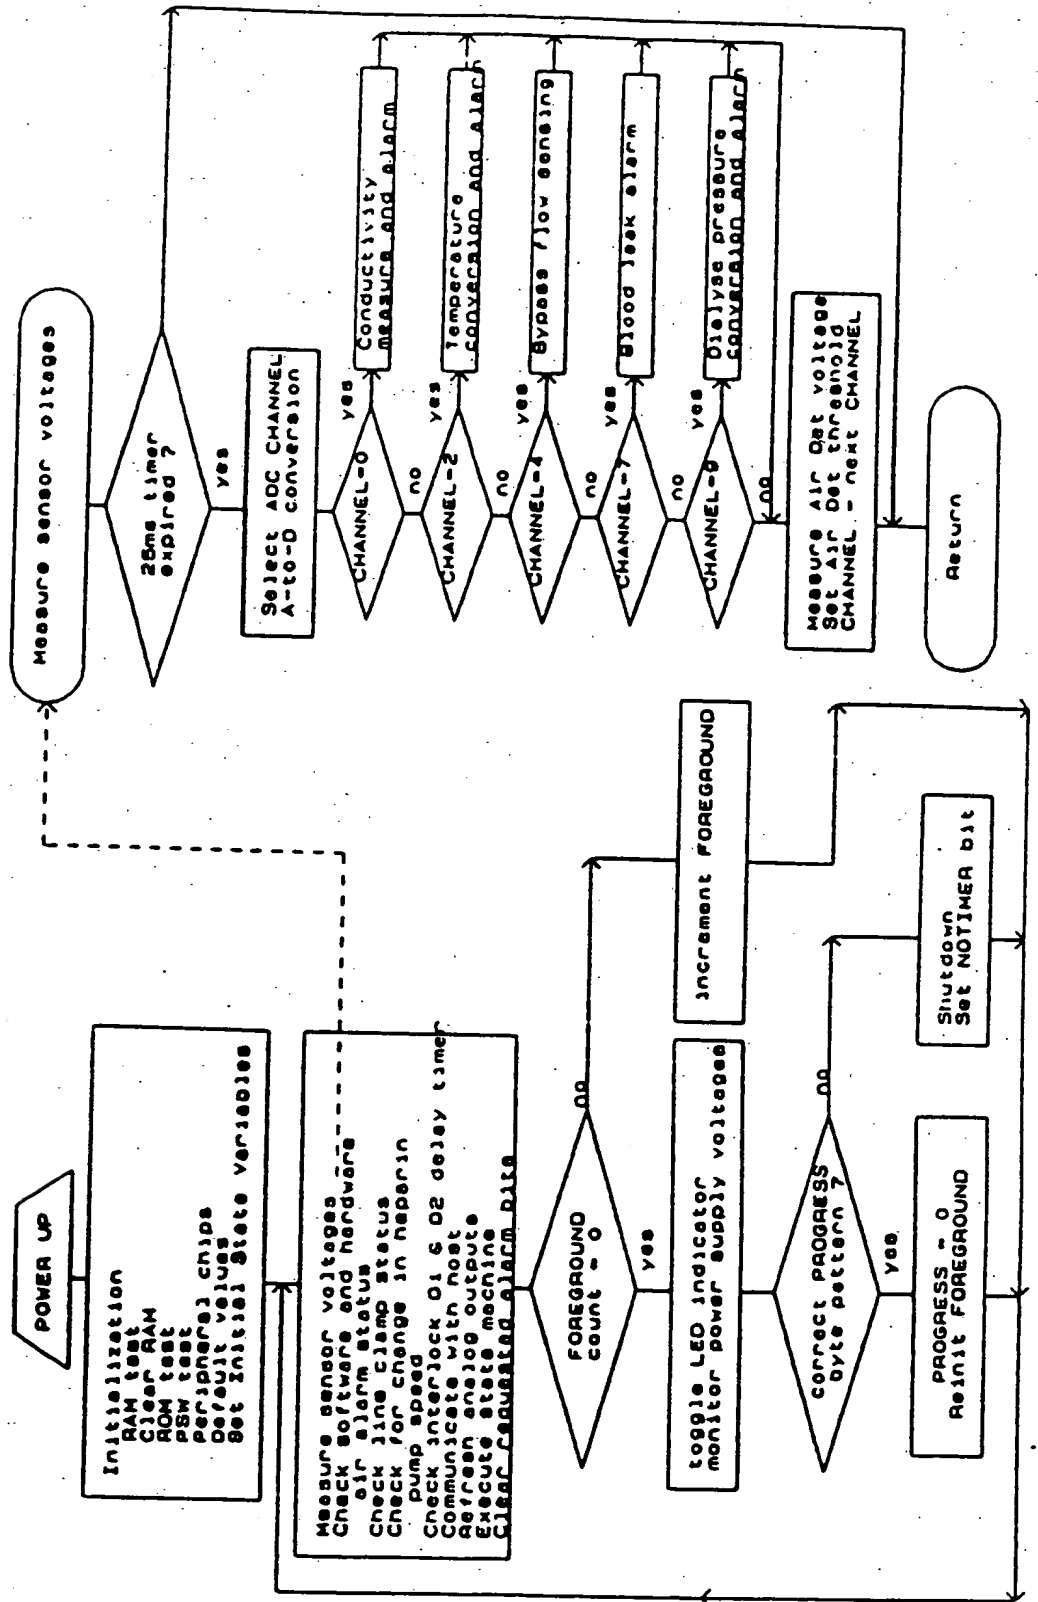 POWER UP
Initialization
RAM test
Clear RAM
ROM test
PSW test
Peripheral chips
Default values
Set Initial State Variables
Measure sensor voltages
Check software and hardware
air alarm status
Check line clamp status
Check for change in heparin
pump speed
Check interlock D1 & D2 delay timer
Communicate with host
Refresh analog outputs
Execute state machine
Clear requested alarm bits
FOREGROUND
count = 0
no
yes
increment FOREGROUND
toggle LED indicator
monitor power supply voltages
correct PROGRESS
byte pattern ?
no
yes
PROGRESS = 0
Reinit FOREGROUND
Shutdown
Set NOTIMER bit
Measure sensor voltages
25ms timer
expired ?
yes
Select ADC CHANNEL
A-to-D conversion
CHANNEL=0
yes
Conductivity
measure and alarm
no
CHANNEL=2
yes
Temperature
conversion and alarm
no
CHANNEL=4
yes
Bypass flow sensing
no
CHANNEL=7
yes
Blood leak alarm
no
CHANNEL=9
yes
Dialyse pressure
conversion and alarm
no
Measure Air Det voltage
Set Air Det threshold
CHANNEL = next CHANNEL
Return